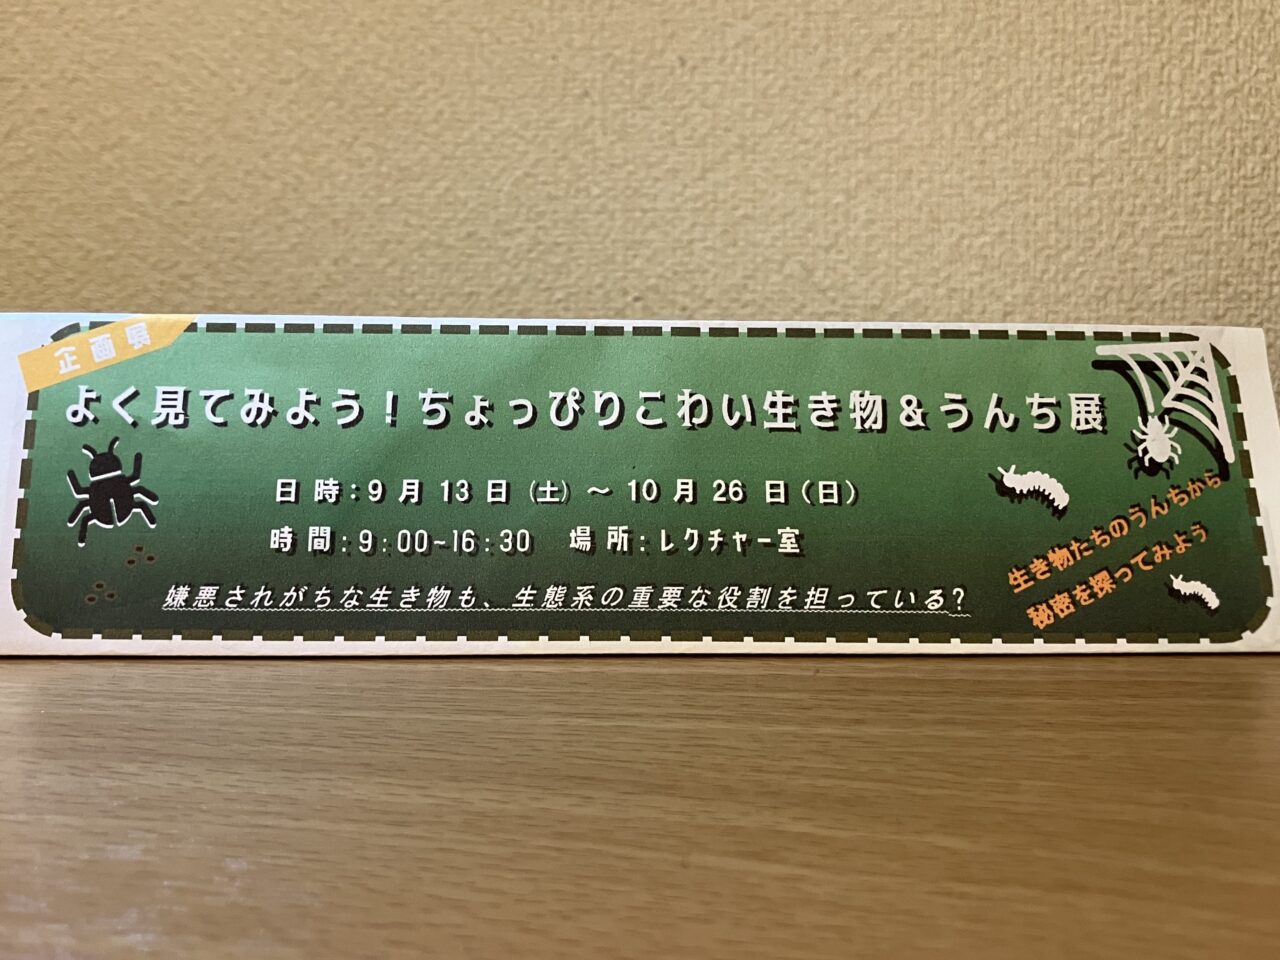 企画展
よく見てみよう！ちょっぴりこわい生き物＆うんち展
日時：9月13日（土）～10月26日（日）
時間：9：00~16：30　場所：レクチャー室
嫌悪されがちな生き物も、生態系の重要な役割を担っている？
生き物たちのうんちから
秘密を探ってみよう